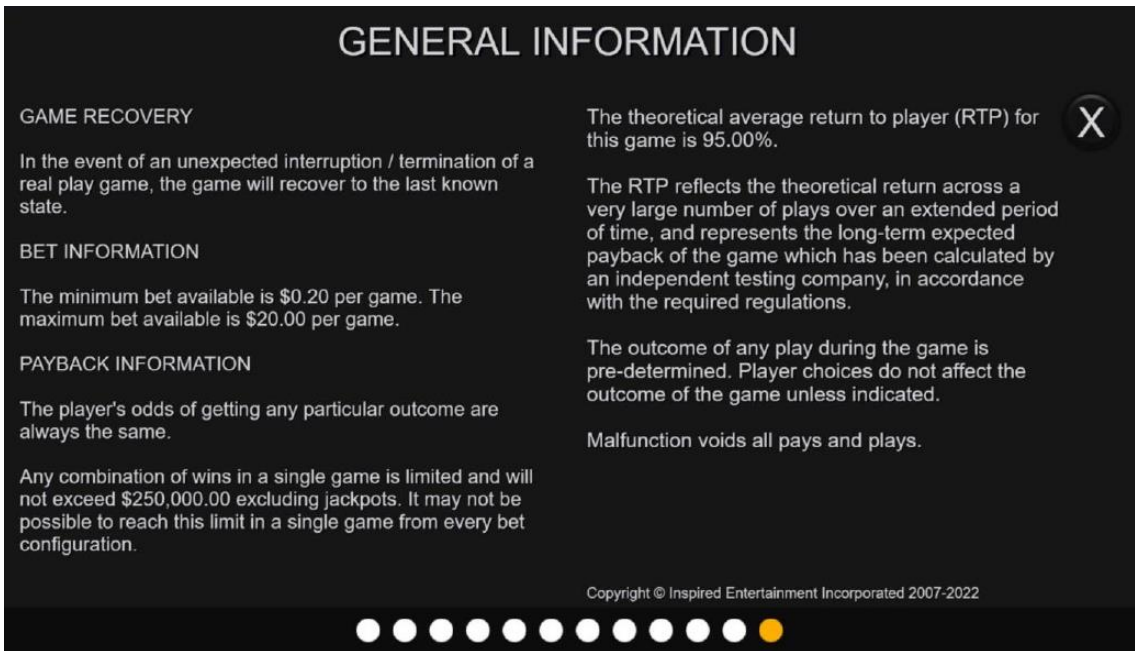 GENERAL INFORMATION
GAME RECOVERY
In the event of an unexpected interruption / termination of a
real play game, the game will recover to the last known
state.
BET INFORMATION
The minimum bet available is $0.20 per game. The
maximum bet available is $20.00 per game.
PAYBACK INFORMATION
The player's odds of getting any particular outcome are
always the same.
Any combination of wins in a single game is limited and will
not exceed $250,000.00 excluding jackpots. It may not be
possible to reach this limit in a single game from every bet
configuration.
The theoretical average return to player (RTP) for
this game is 95.00%.
X
The RTP reflects the theoretical return across a
very large number of plays over an extended period
of time, and represents the long-term expected
payback of the game which has been calculated by
an independent testing company, in accordance
with the required regulations.
The outcome of any play during the game is
pre-determined. Player choices do not affect the
outcome of the game unless indicated.
Malfunction voids all pays and plays.
Copyright © Inspired Entertainment Incorporated 2007-2022